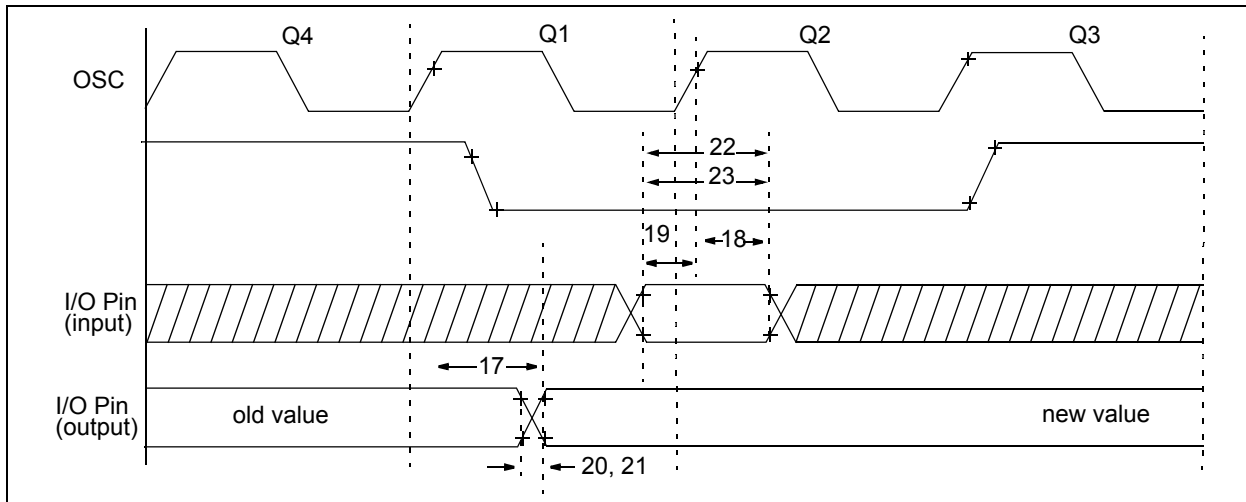 Q4
Q1
Q2
Q3
OSC
22
23
19
18
I/O Pin
(input)
17
I/O Pin
(output)
old value
new value
20, 21